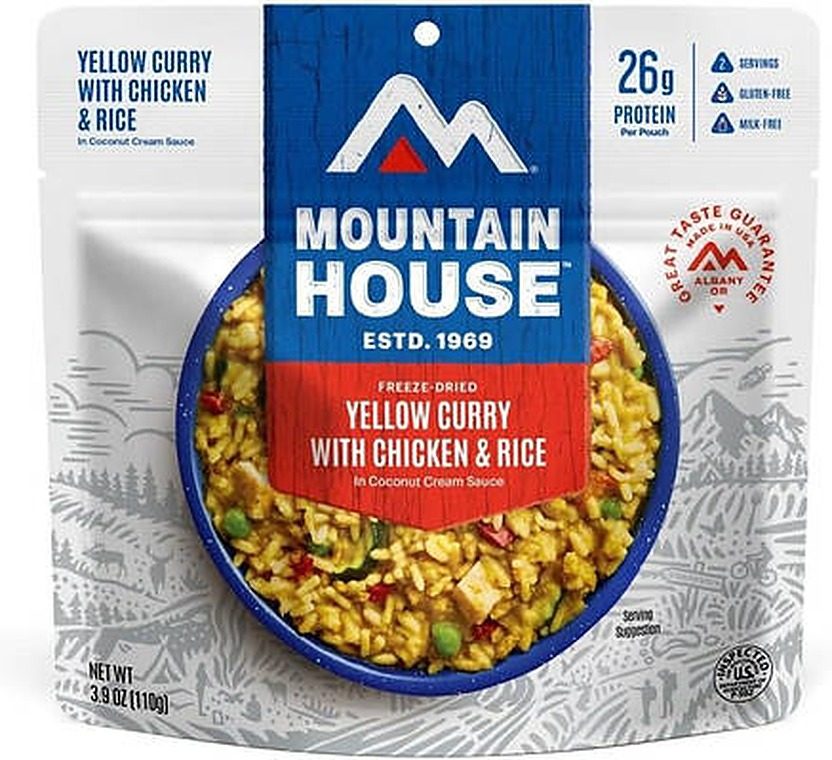 YELLOW CURRY
WITH CHICKEN
& RICE
In Coconut Cream Sauce
26g
PROTEIN
Per Pouch
2
SERVINGS
GLUTEN-FREE
MILK-FREE
MOUNTAIN
HOUSE™
ESTD. 1969
FREEZE-DRIED
YELLOW CURRY
WITH CHICKEN & RICE
In Coconut Cream Sauce
GREAT TASTE GUARANTEE
MADE IN USA
ALBANY
OR
Serving
Suggestion
NET WT
3.9 OZ (110g)
INSPECTED
U.S.